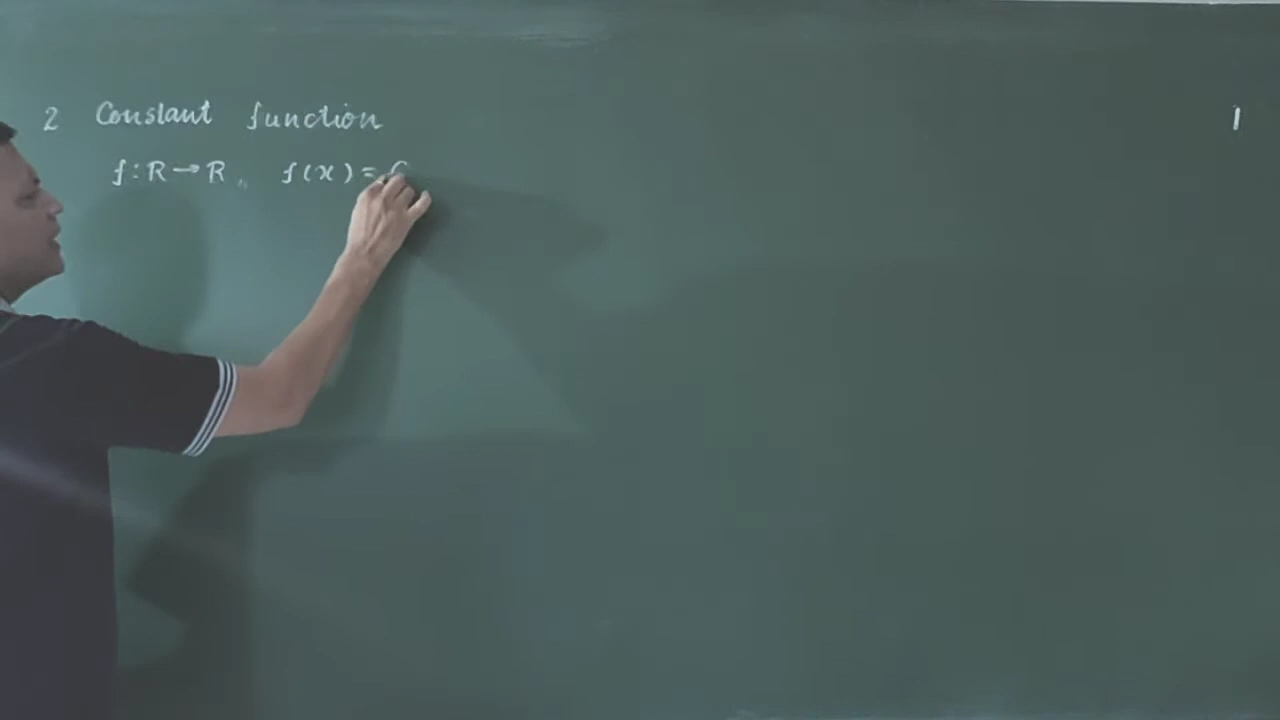 2 Constant function
f : R → R, f(x) = C
1